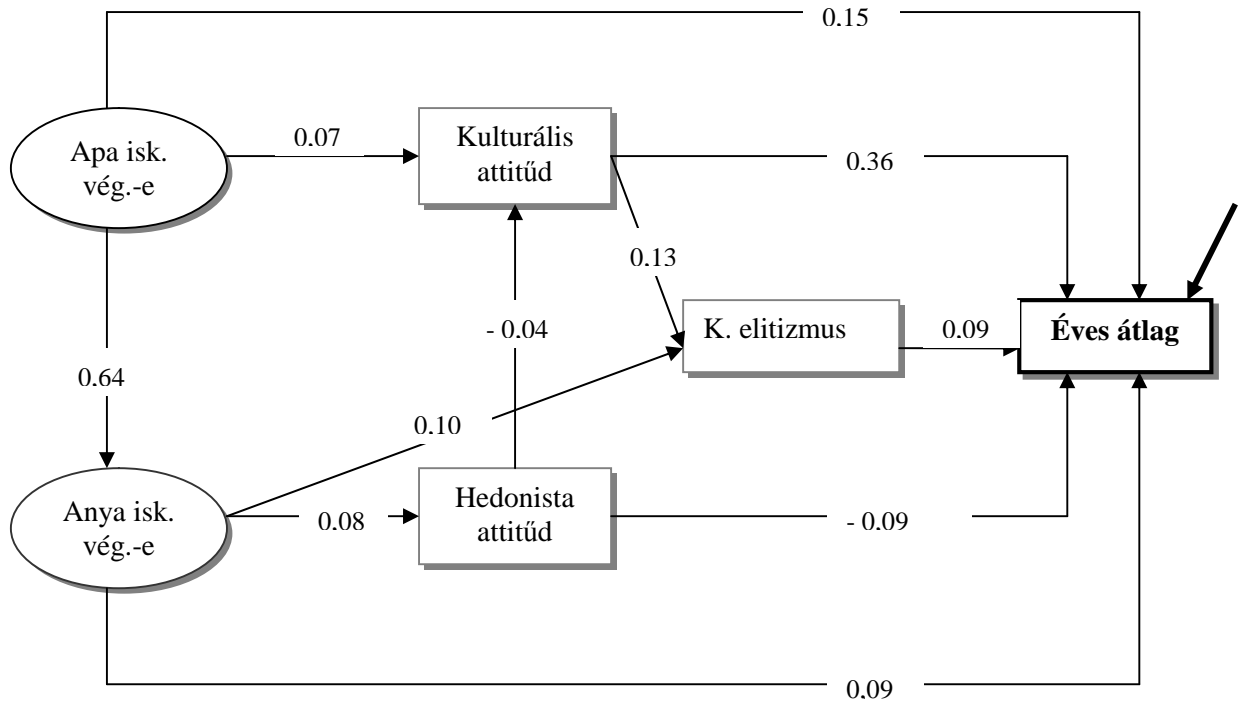 0.15
Apa isk.
vég.-e
0.07
Kulturális
attitűd
0.36
0.13
- 0.04
K. elitizmus
0.09
Éves átlag
0.64
0.10
Anya isk.
vég.-e
0.08
Hedonista
attitűd
- 0.09
0.09